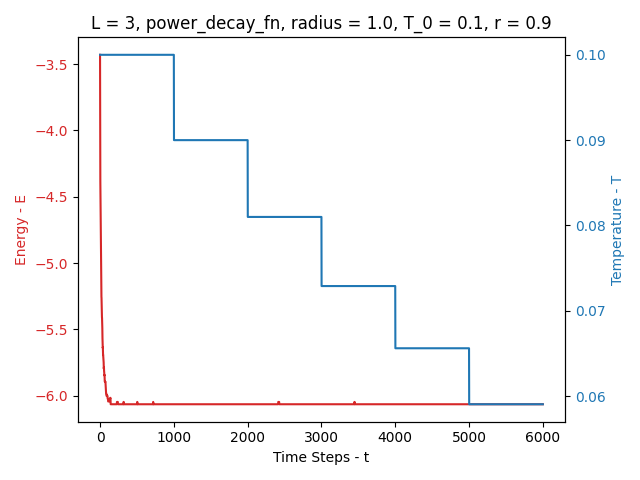 L = 3, power_decay_fn, radius = 1.0, T_0 = 0.1, r = 0.9
−3.5
−4.0
−4.5
−5.0
−5.5
−6.0
Energy - E
0.10
0.09
0.08
0.07
0.06
Temperature - T
0 1000 2000 3000 4000 5000 6000
Time Steps - t